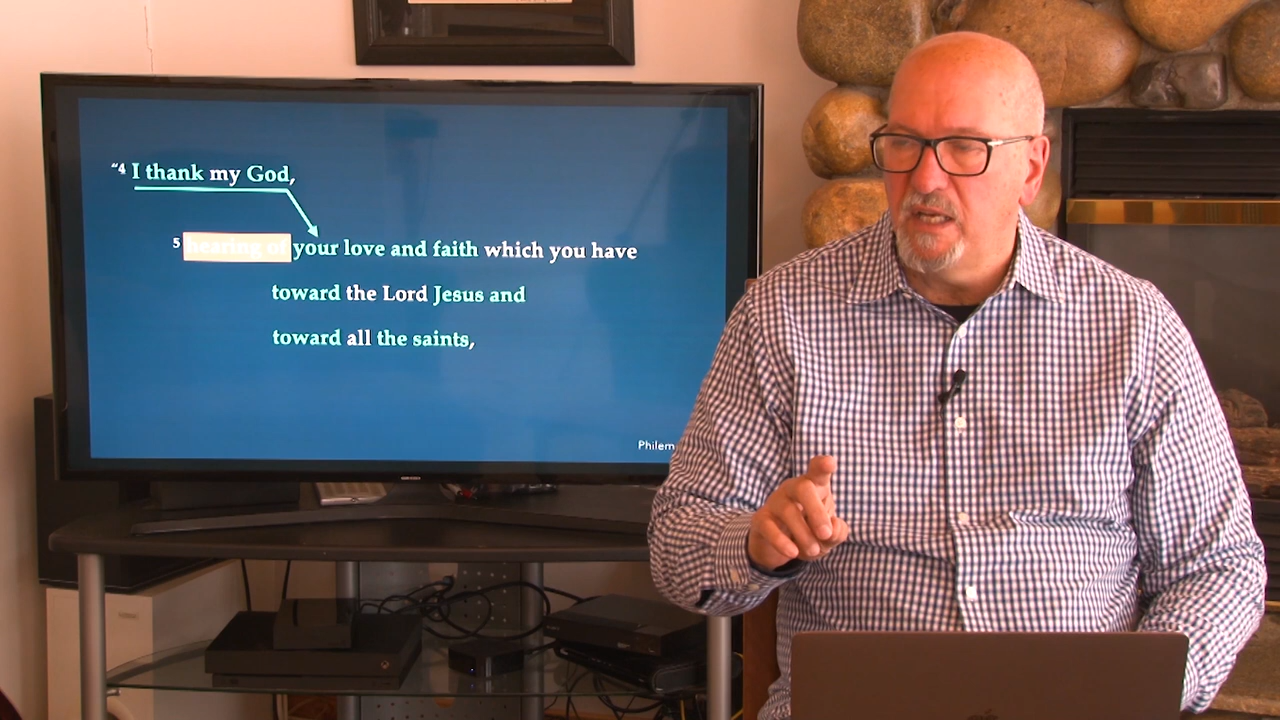 “4 I thank my God,
5 hearing of your love and faith which you have
toward the Lord Jesus and
toward all the saints,
Philem